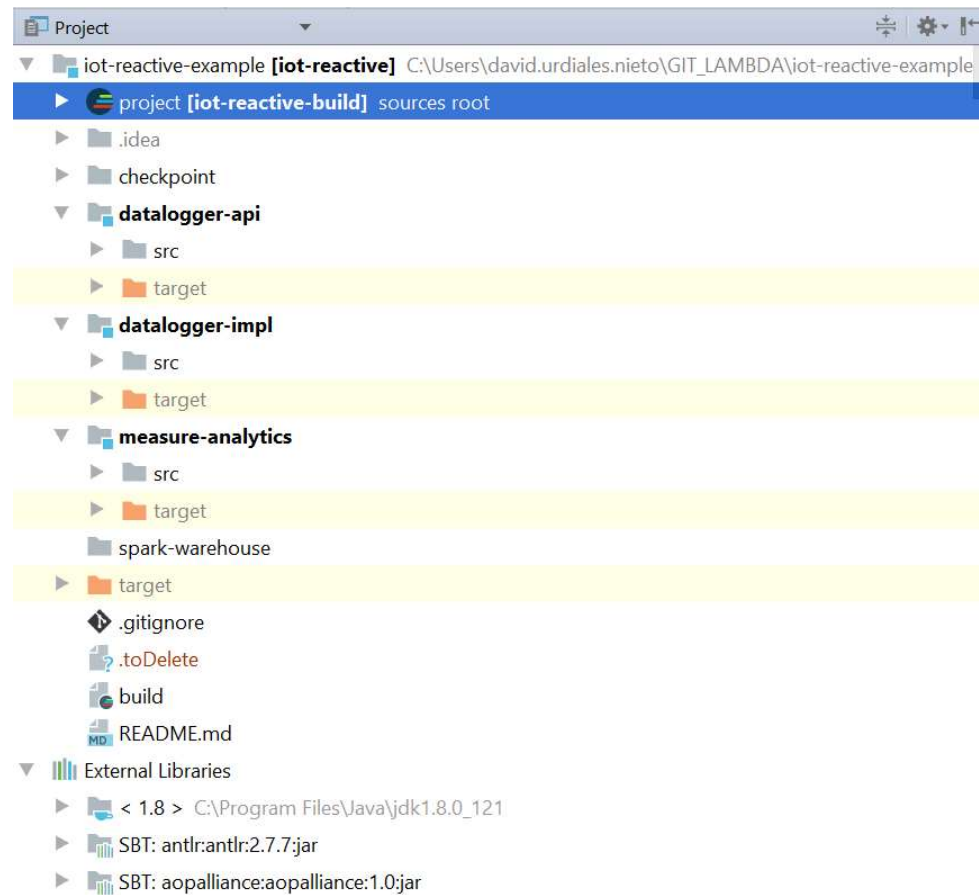 Project
iot-reactive-example [iot-reactive] C:\Users\david.urdiales.nieto\GIT_LAMBDA\iot-reactive-example
project [iot-reactive-build] sources root
.idea
checkpoint
datalogger-api
src
target
datalogger-impl
src
target
measure-analytics
src
target
spark-warehouse
target
.gitignore
.toDelete
build
MD README.md
External Libraries
< 1.8 > C:\Program Files\Java\jdk1.8.0_121
SBT: antlr:antlr:2.7.7:jar
SBT: aopalliance:aopalliance:1.0:jar